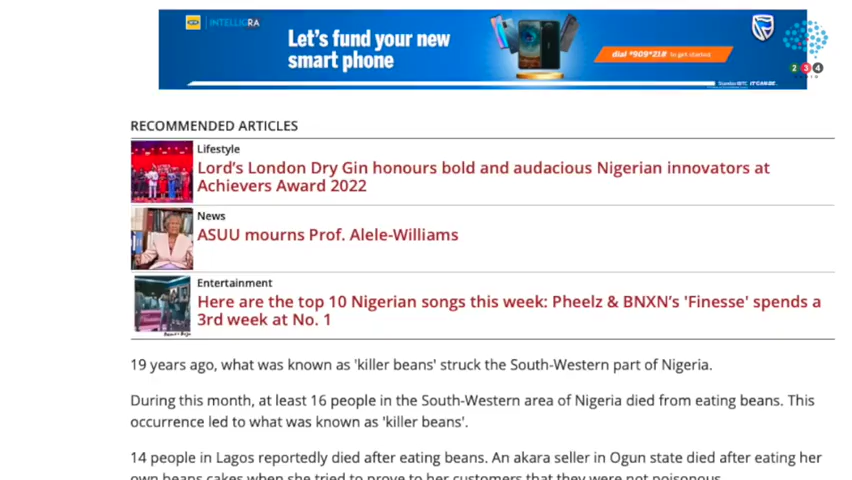 MTN INTELLIGRA
Let's fund your new
smart phone
dial *909*21# to get started
Stanbic IBTC IT CAN BE.
2 3 4
RECOMMENDED ARTICLES
Lifestyle
Lord's London Dry Gin honours bold and audacious Nigerian innovators at
Achievers Award 2022
News
ASUU mourns Prof. Alele-Williams
Entertainment
Here are the top 10 Nigerian songs this week: Pheelz & BNXN's 'Finesse' spends a
3rd week at No. 1
19 years ago, what was known as 'killer beans' struck the South-Western part of Nigeria.
During this month, at least 16 people in the South-Western area of Nigeria died from eating beans. This
occurrence led to what was known as 'killer beans'.
14 people in Lagos reportedly died after eating beans. An akara seller in Ogun state died after eating her
own beans cakes when she tried to prove to her customers that they were not poisonous.